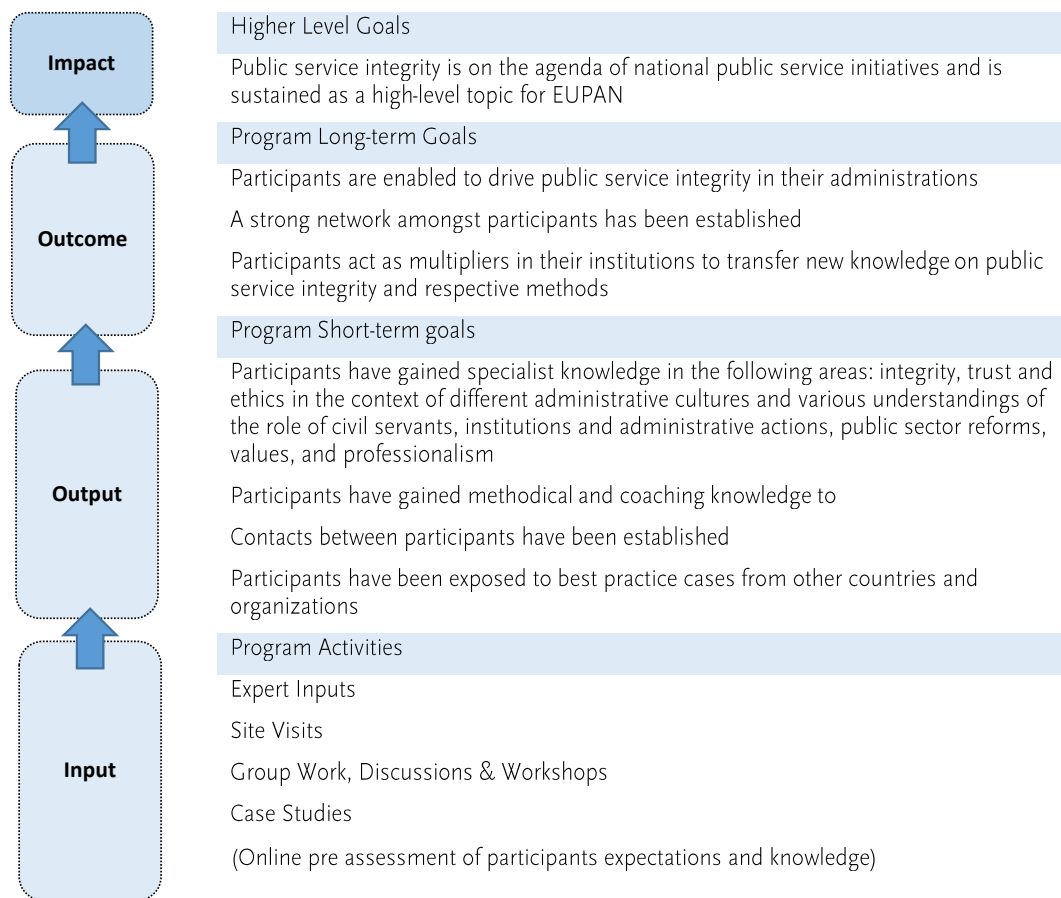 Impact
Higher Level Goals
Public service integrity is on the agenda of national public service initiatives and is
sustained as a high-level topic for EUPAN
Outcome
Program Long-term Goals
Participants are enabled to drive public service integrity in their administrations
A strong network amongst participants has been established
Participants act as multipliers in their institutions to transfer new knowledge on public
service integrity and respective methods
Output
Program Short-term goals
Participants have gained specialist knowledge in the following areas: integrity, trust and
ethics in the context of different administrative cultures and various understandings of
the role of civil servants, institutions and administrative actions, public sector reforms,
values, and professionalism
Participants have gained methodical and coaching knowledge to
Contacts between participants have been established
Participants have been exposed to best practice cases from other countries and
organizations
Input
Program Activities
Expert Inputs
Site Visits
Group Work, Discussions & Workshops
Case Studies
(Online pre assessment of participants expectations and knowledge)